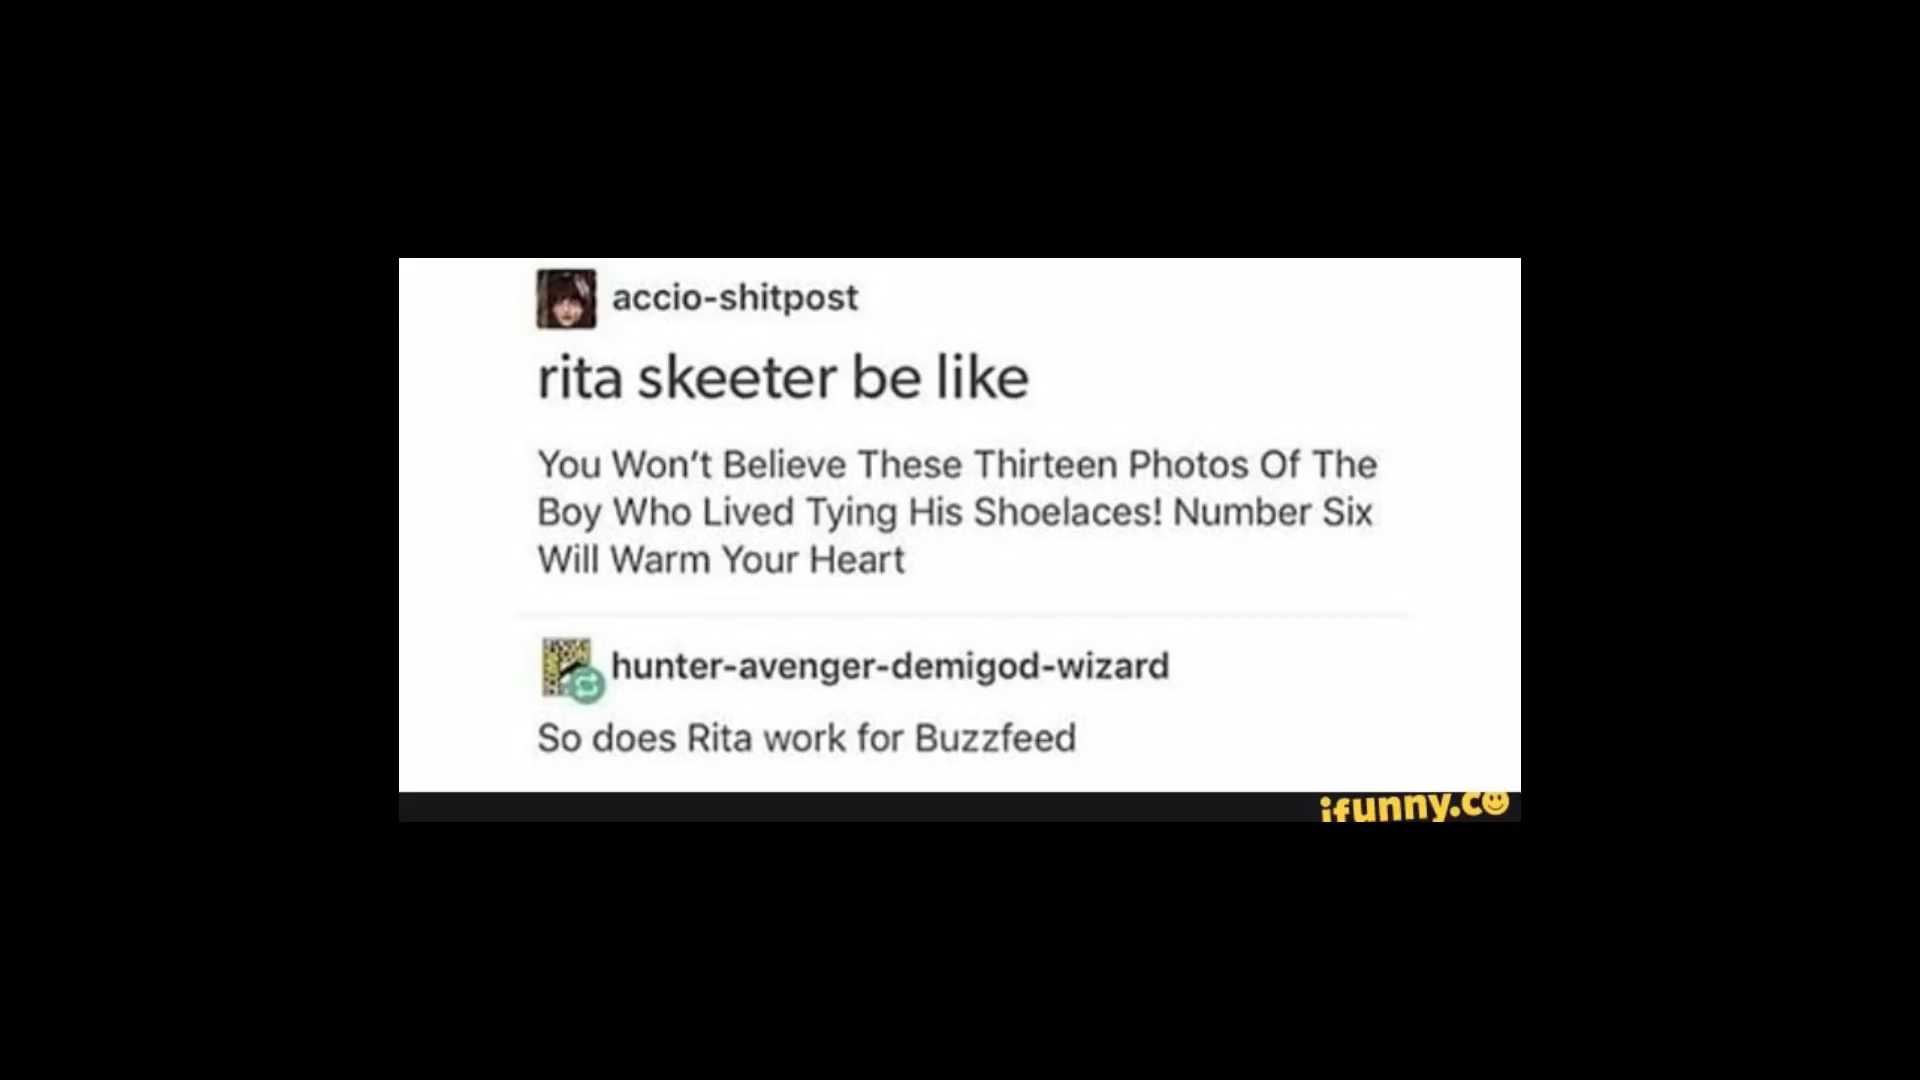 accio-shitpost
rita skeeter be like
You Won't Believe These Thirteen Photos Of The
Boy Who Lived Tying His Shoelaces! Number Six
Will Warm Your Heart
hunter-avenger-demigod-wizard
So does Rita work for Buzzfeed
ifunny.co